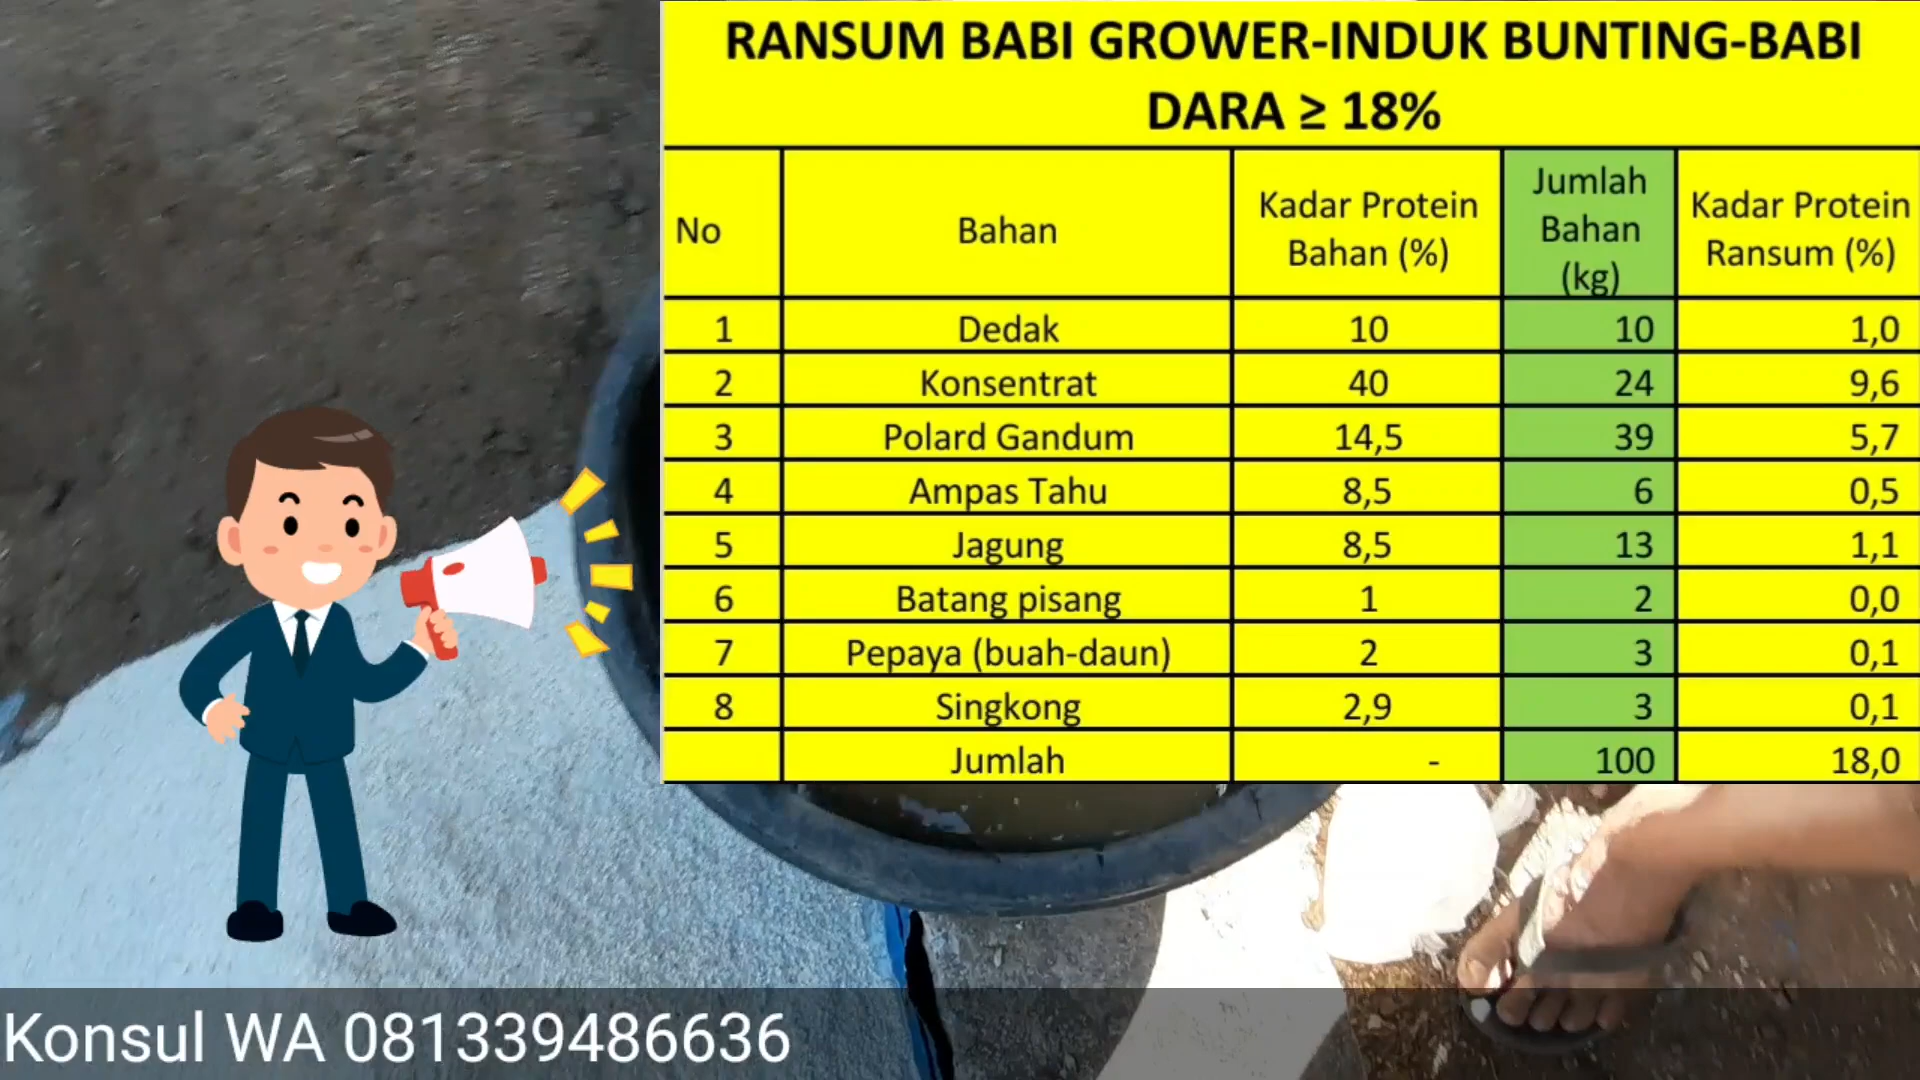 RANSUM BABI GROWER-INDUK BUNTING-BABI
DARA ≥ 18%
No Bahan Kadar Protein Bahan (%) Jumlah Bahan (kg) Kadar Protein Ransum (%)
1 Dedak 10 10 1,0
2 Konsentrat 40 24 9,6
3 Polard Gandum 14,5 39 5,7
4 Ampas Tahu 8,5 6 0,5
5 Jagung 8,5 13 1,1
6 Batang pisang 1 2 0,0
7 Pepaya (buah-daun) 2 3 0,1
8 Singkong 2,9 3 0,1
Jumlah - 100 18,0
Konsul WA 081339486636